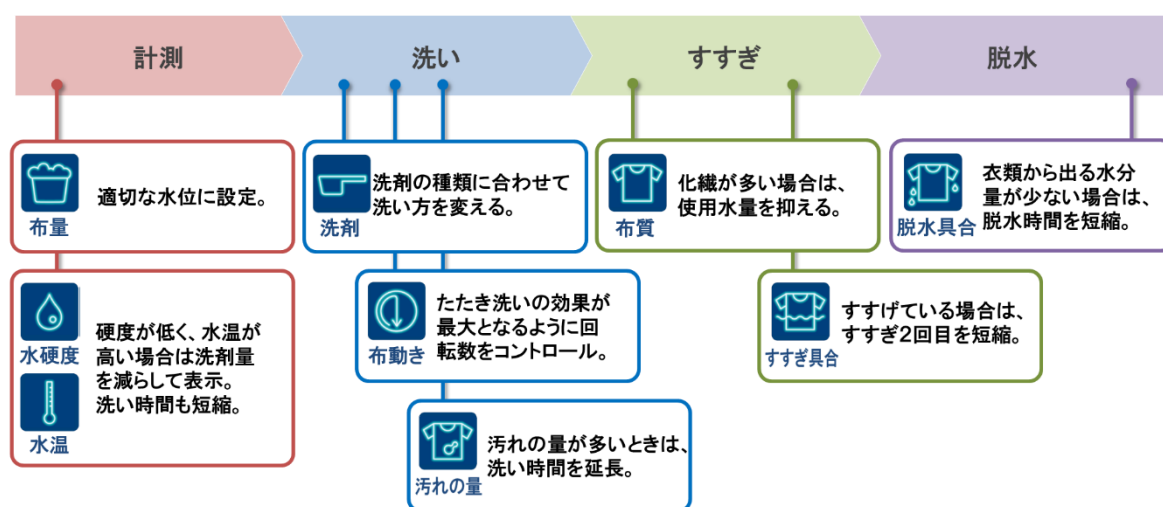 計測
洗い
すすぎ
脱水
布量
適切な水位に設定。
水硬度
水温
硬度が低く、水温が
高い場合は洗剤量
を減らして表示。
洗い時間も短縮。
洗剤
洗剤の種類に合わせて
洗い方を変える。
布動き
たたき洗いの効果が
最大となるように回
転数をコントロール。
汚れの量
汚れの量が多いときは、
洗い時間を延長。
布質
化繊が多い場合は、
使用水量を抑える。
すすぎ具合
すすげている場合は、
すすぎ2回目を短縮。
脱水具合
衣類から出る水分
量が少ない場合は、
脱水時間を短縮。